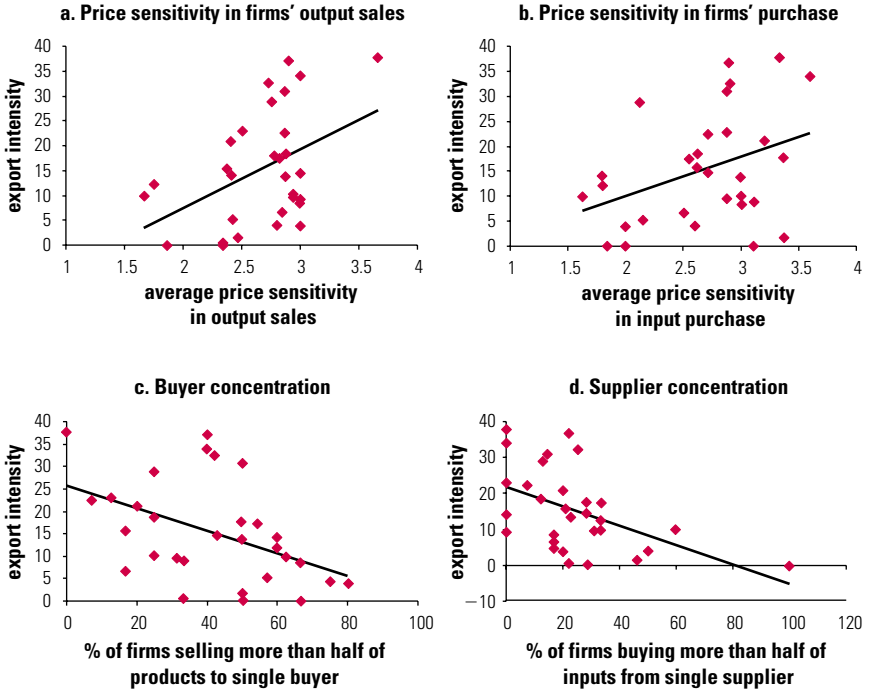 a. Price sensitivity in firms' output sales
export intensity
40
35
30
25
20
15
10
5
0
1 1.5 2 2.5 3 3.5 4
average price sensitivity
in output sales
b. Price sensitivity in firms' purchase
export intensity
40
35
30
25
20
15
10
5
0
1 1.5 2 2.5 3 3.5 4
average price sensitivity
in input purchase
c. Buyer concentration
export intensity
40
35
30
25
20
15
10
5
0
0 20 40 60 80 100
% of firms selling more than half of
products to single buyer
d. Supplier concentration
export intensity
40
30
20
10
0
−10
0 20 40 60 80 100 120
% of firms buying more than half of
inputs from single supplier